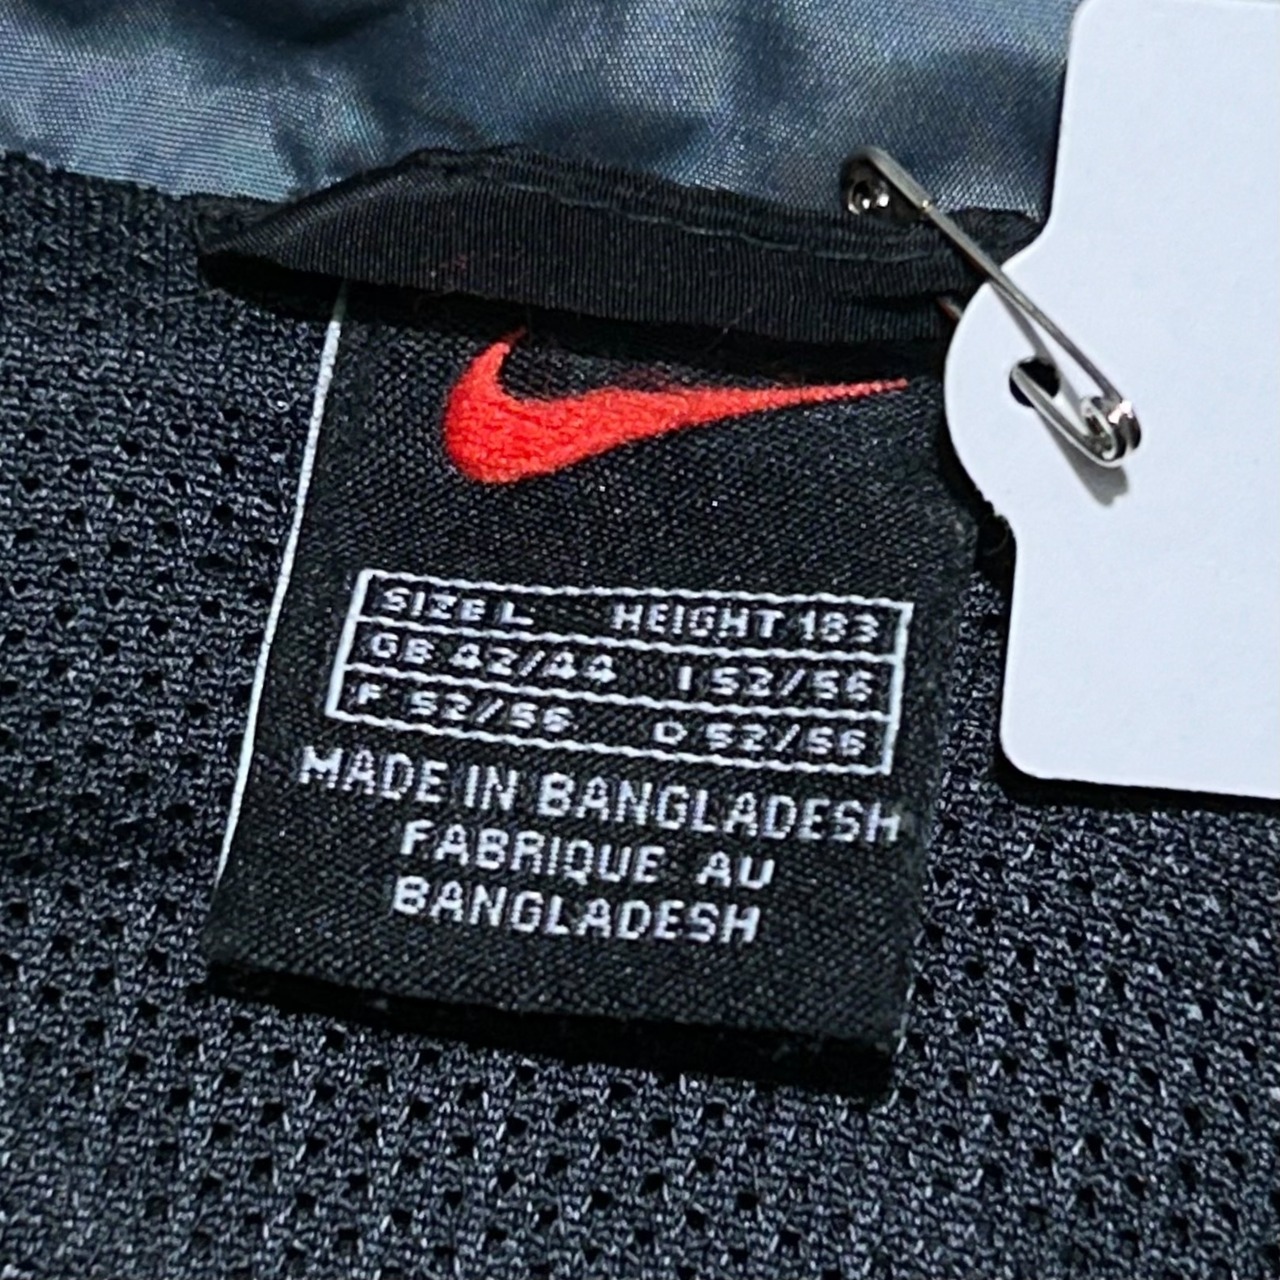 SIZE L HEIGHT 183
GB 42/44 I 52/56
F 52/56 D 52/56
MADE IN BANGLADESH
FABRIQUE AU
BANGLADESH